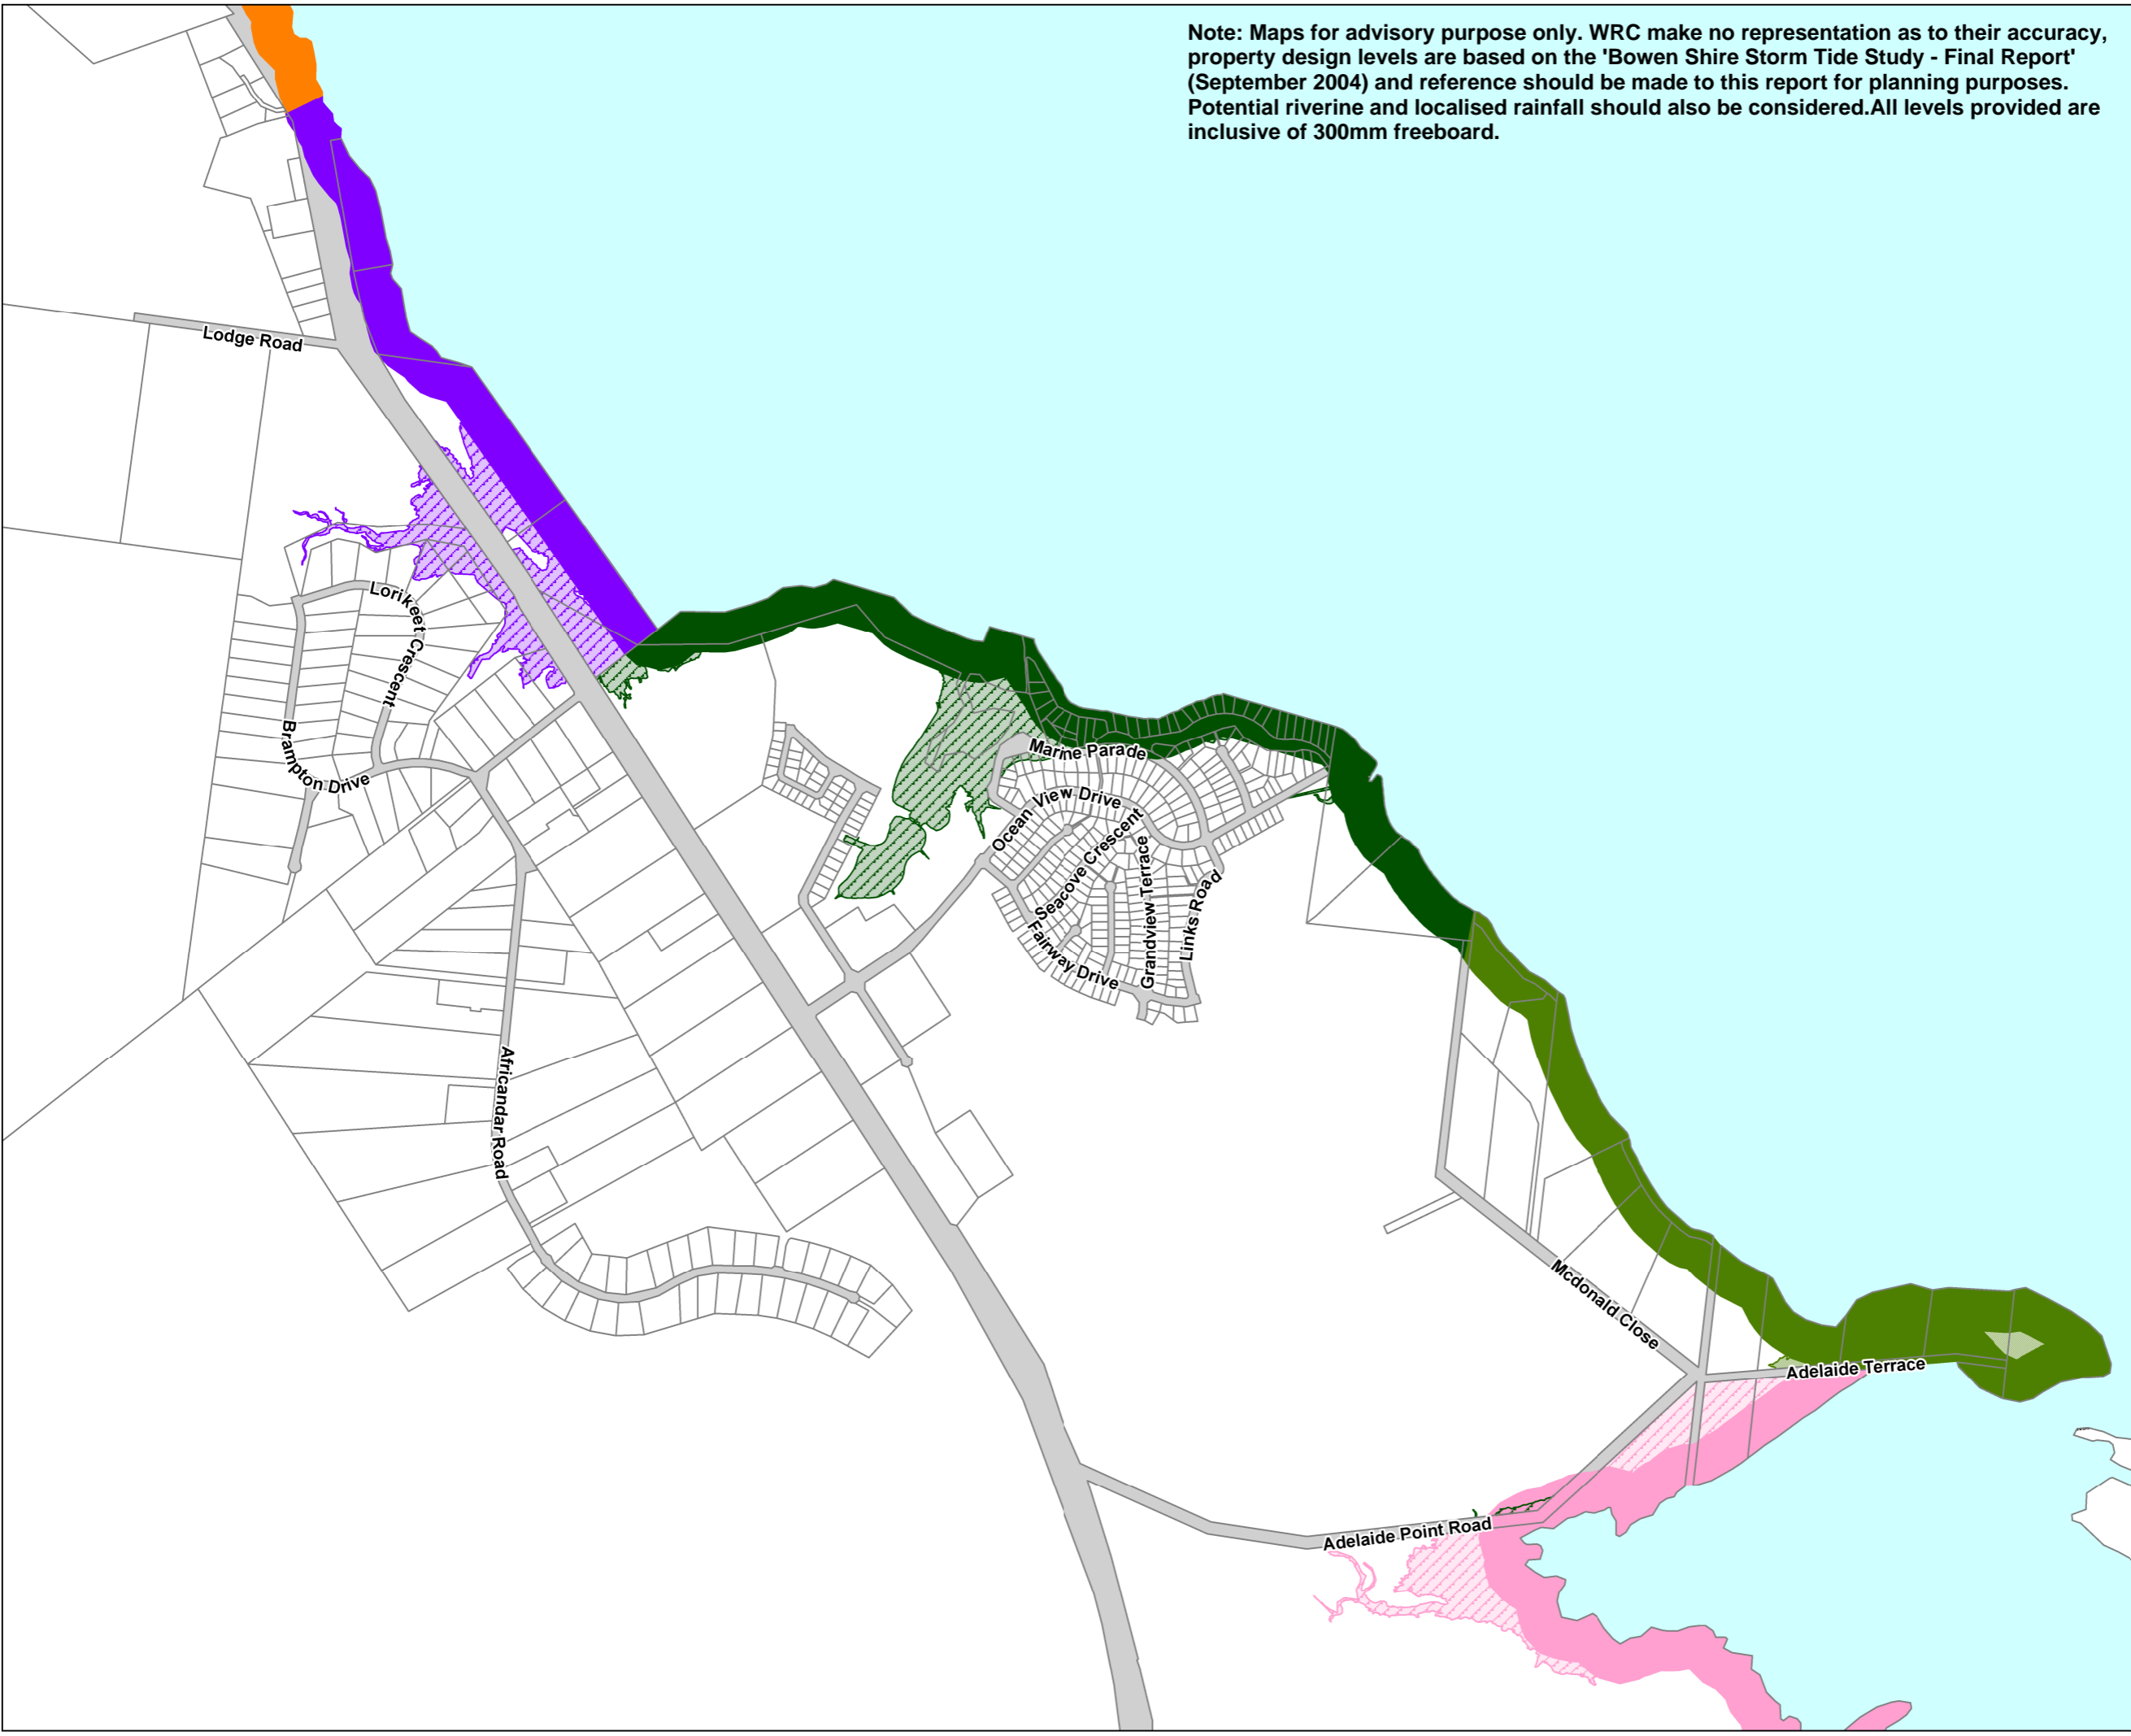 Note: Maps for advisory purpose only. WRC make no representation as to their accuracy,
property design levels are based on the 'Bowen Shire Storm Tide Study - Final Report'
(September 2004) and reference should be made to this report for planning purposes.
Potential riverine and localised rainfall should also be considered.All levels provided are
inclusive of 300mm freeboard.
Lodge Road
Lorikeet Crescent
Brampton Drive
Marine Parade
Ocean View Drive
Seacove Crescent
Grandview Terrace
Links Road
Fairway Drive
Africandar Road
Mcdonald Close
Adelaide Terrace
Adelaide Point Road